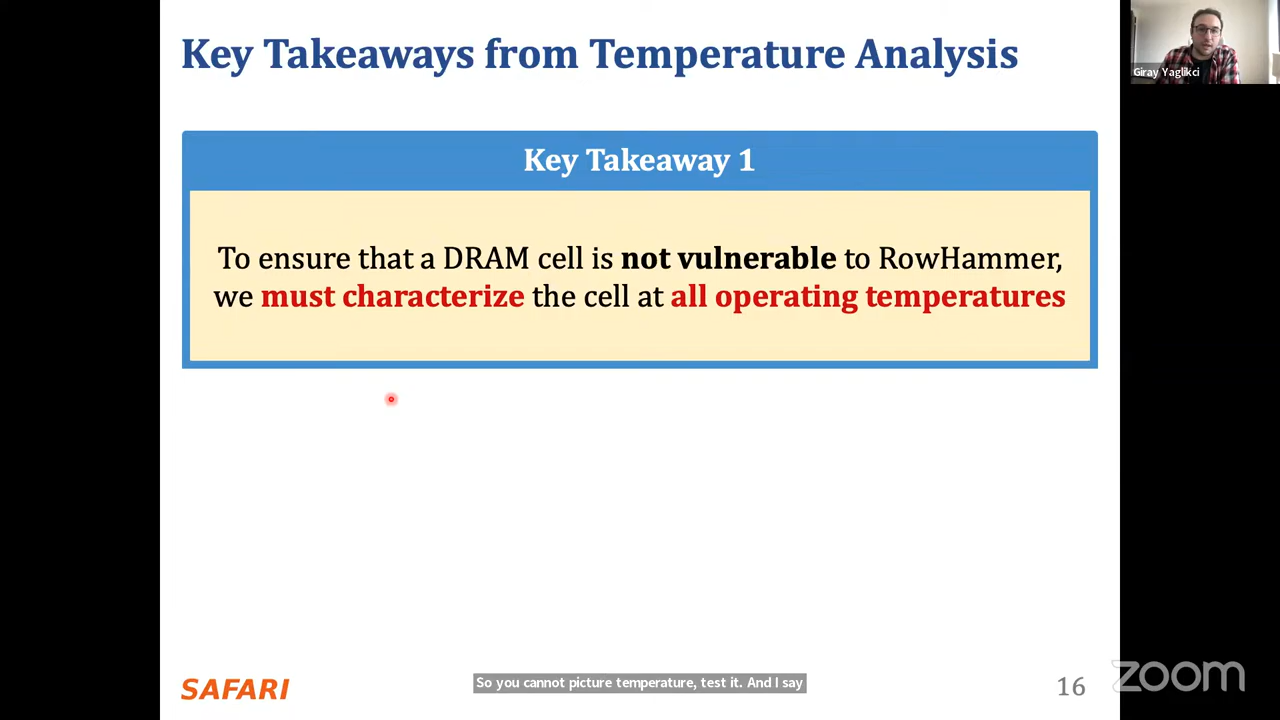 Key Takeaways from Temperature Analysis
Giray Yaglikci
Key Takeaway 1
To ensure that a DRAM cell is not vulnerable to RowHammer,
we must characterize the cell at all operating temperatures
SAFARI
So you cannot picture temperature, test it. And I say
16
zoom